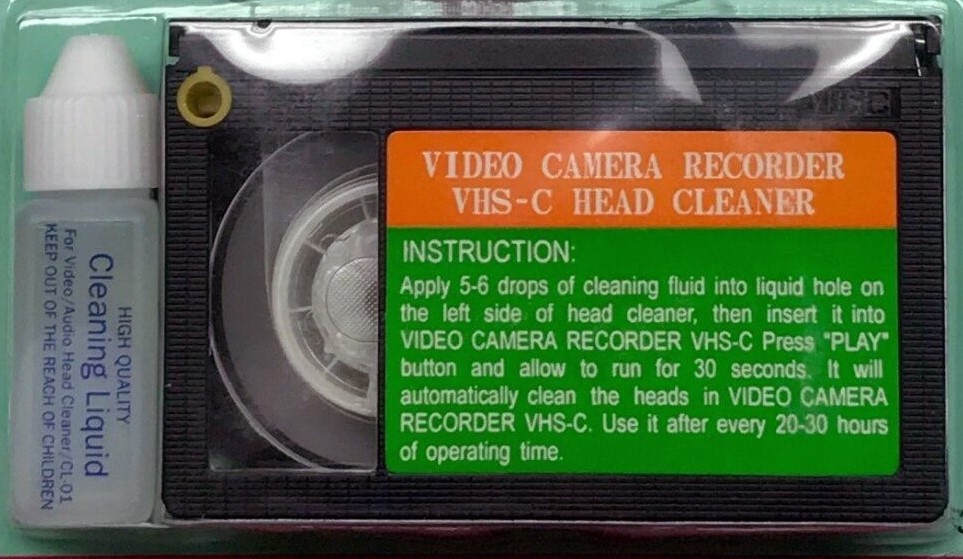 HIGH QUALITY
Cleaning Liquid
For Video/Audio Head Cleaner/CL-01
KEEP OUT OF THE REACH OF CHILDREN
VHS-C
VIDEO CAMERA RECORDER
VHS-C HEAD CLEANER
INSTRUCTION:
Apply 5-6 drops of cleaning fluid into liquid hole on
the left side of head cleaner, then insert it into
VIDEO CAMERA RECORDER VHS-C Press "PLAY"
button and allow to run for 30 seconds. It will
automatically clean the heads in VIDEO CAMERA
RECORDER VHS-C. Use it after every 20-30 hours
of operating time.